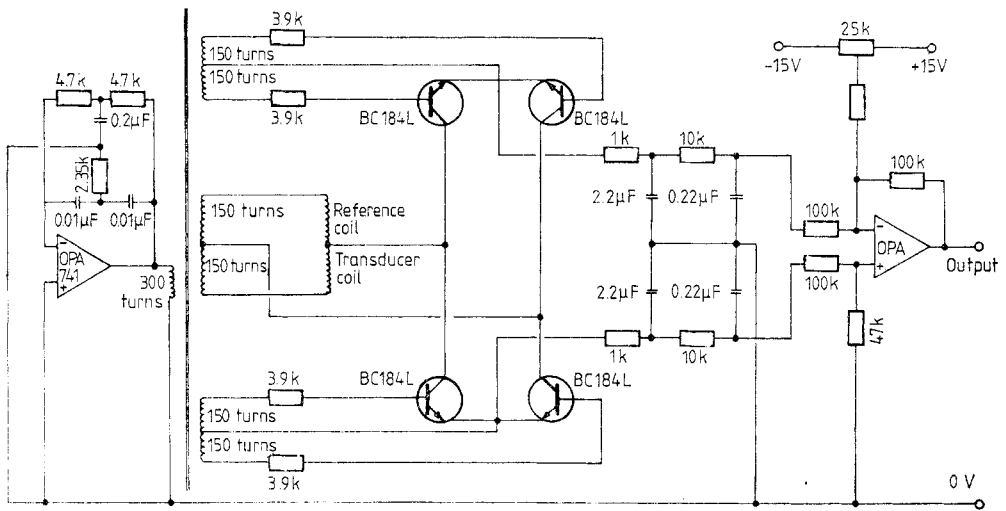 3.9k
150 turns
150 turns
3.9k
BC184L
BC184L
25k
-15V
+15V
4.7k
4.7k
0.2µF
2.35k
0.01µF
0.01µF
-
OPA
741
+
300
turns
150 turns
150 turns
Reference
coil
Transducer
coil
1k
10k
2.2µF
0.22µF
2.2µF
0.22µF
1k
10k
100k
100k
100k
-
OPA
+
Output
47k
3.9k
BC184L
BC184L
150 turns
150 turns
3.9k
0V